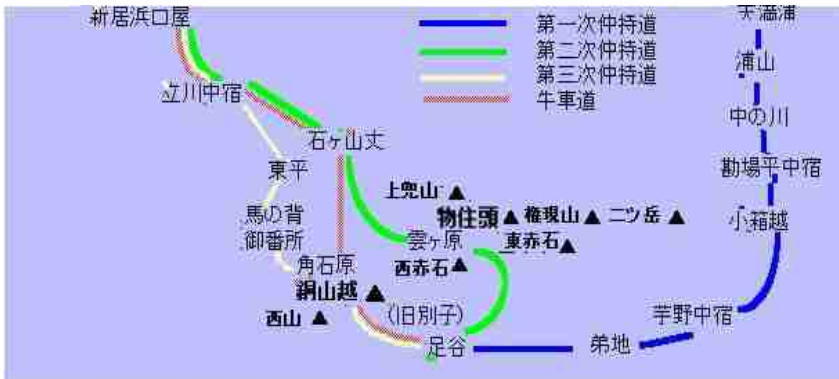 新居浜口屋
天満浦
第一次仲持道
第二次仲持道
第三次仲持道
牛車道
浦山
立川中宿
中の川
石ヶ山丈
東平
勘場平中宿
上兜山▲
馬の背
御番所
物住頭▲
権現山▲
二ツ岳▲
小箱越
雲ヶ原
東赤石▲
角石原
西赤石▲
銅山越▲
西山▲
(旧別子)
芋野中宿
足谷
弟地